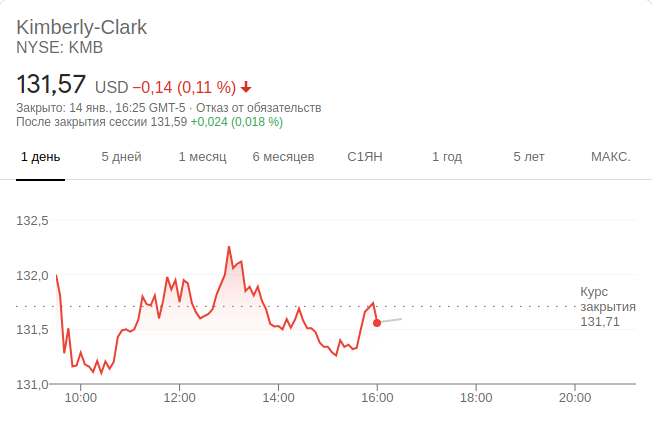 Kimberly-Clark
NYSE: KMB
131,57 USD −0,14 (0,11 %)
Закрыто: 14 янв., 16:25 GMT-5 · Отказ от обязательств
После закрытия сессии 131,59 +0,024 (0,018 %)
1 день 5 дней 1 месяц 6 месяцев С1ЯН 1 год 5 лет МАКС.
132,5
132,0
Курс
закрытия
131,71
131,5
131,0
10:00 12:00 14:00 16:00 18:00 20:00